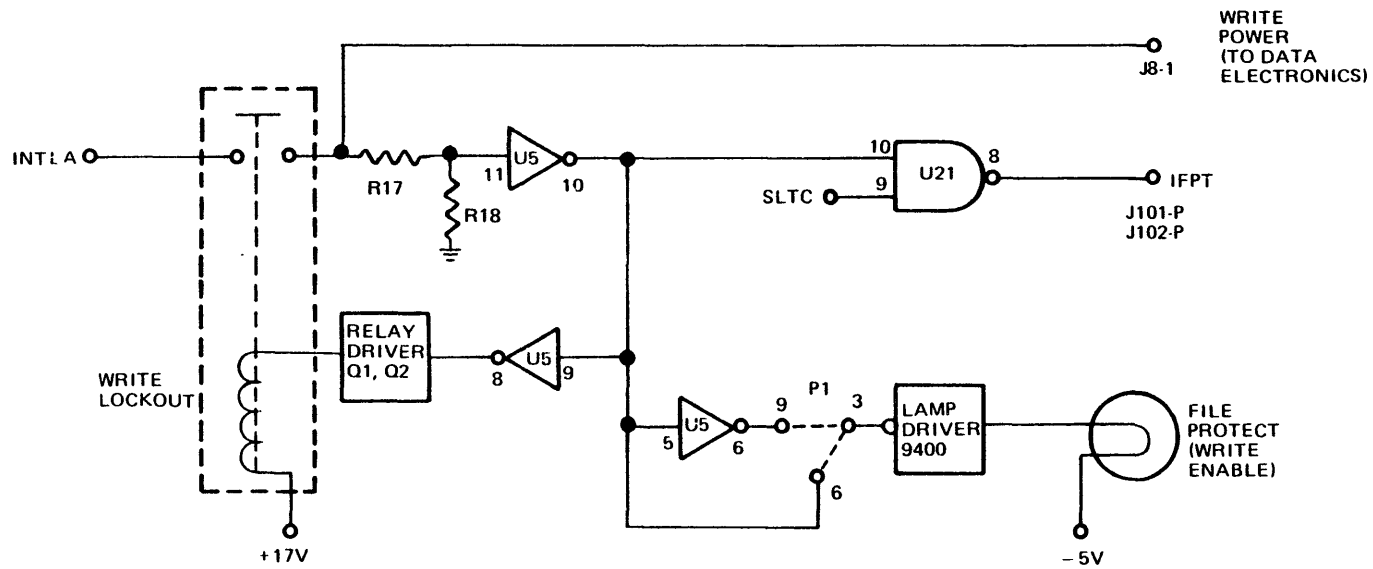 WRITE
POWER
(TO DATA
ELECTRONICS)
J8-1
INTLA
R17
R18
11
U5
10
10
9
U21
8
SLTC
IFPT
J101-P
J102-P
WRITE
LOCKOUT
RELAY
DRIVER
Q1, Q2
8
U5
9
5
U5
6
9
P1
3
6
LAMP
DRIVER
9400
FILE
PROTECT
(WRITE
ENABLE)
+17V
-5V